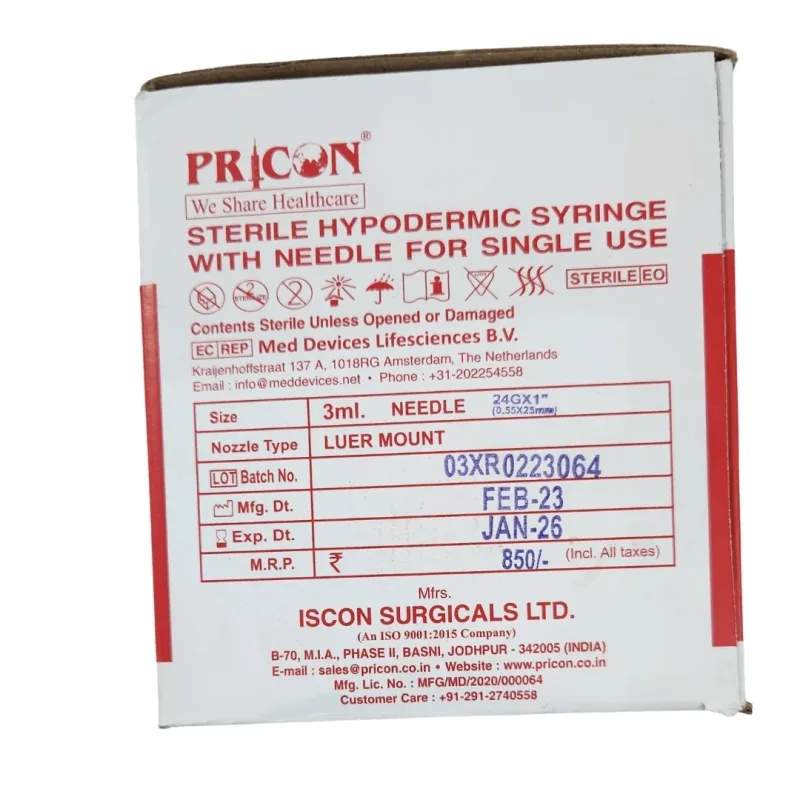 PRICON®
We Share Healthcare
STERILE HYPODERMIC SYRINGE
WITH NEEDLE FOR SINGLE USE
STERILE EO
Contents Sterile Unless Opened or Damaged
EC REP Med Devices Lifesciences B.V.
Kraijenhoffstraat 137 A, 1018RG Amsterdam, The Netherlands
Email : info@meddevices.net • Phone : +31-202254558
Size 3ml. NEEDLE 24GX1" (0.55X25mm)
Nozzle Type LUER MOUNT
LOT Batch No. 03XR0223064
Mfg. Dt. FEB-23
Exp. Dt. JAN-26
M.R.P. ₹ 850/- (Incl. All taxes)
Mfrs.
ISCON SURGICALS LTD.
(An ISO 9001:2015 Company)
B-70, M.I.A., PHASE II, BASNI, JODHPUR - 342005 (INDIA)
E-mail : sales@pricon.co.in • Website : www.pricon.co.in
Mfg. Lic. No. : MFG/MD/2020/000064
Customer Care : +91-291-2740558